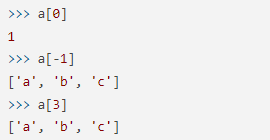 >>> a[0]
1
>>> a[-1]
['a', 'b', 'c']
>>> a[3]
['a', 'b', 'c']